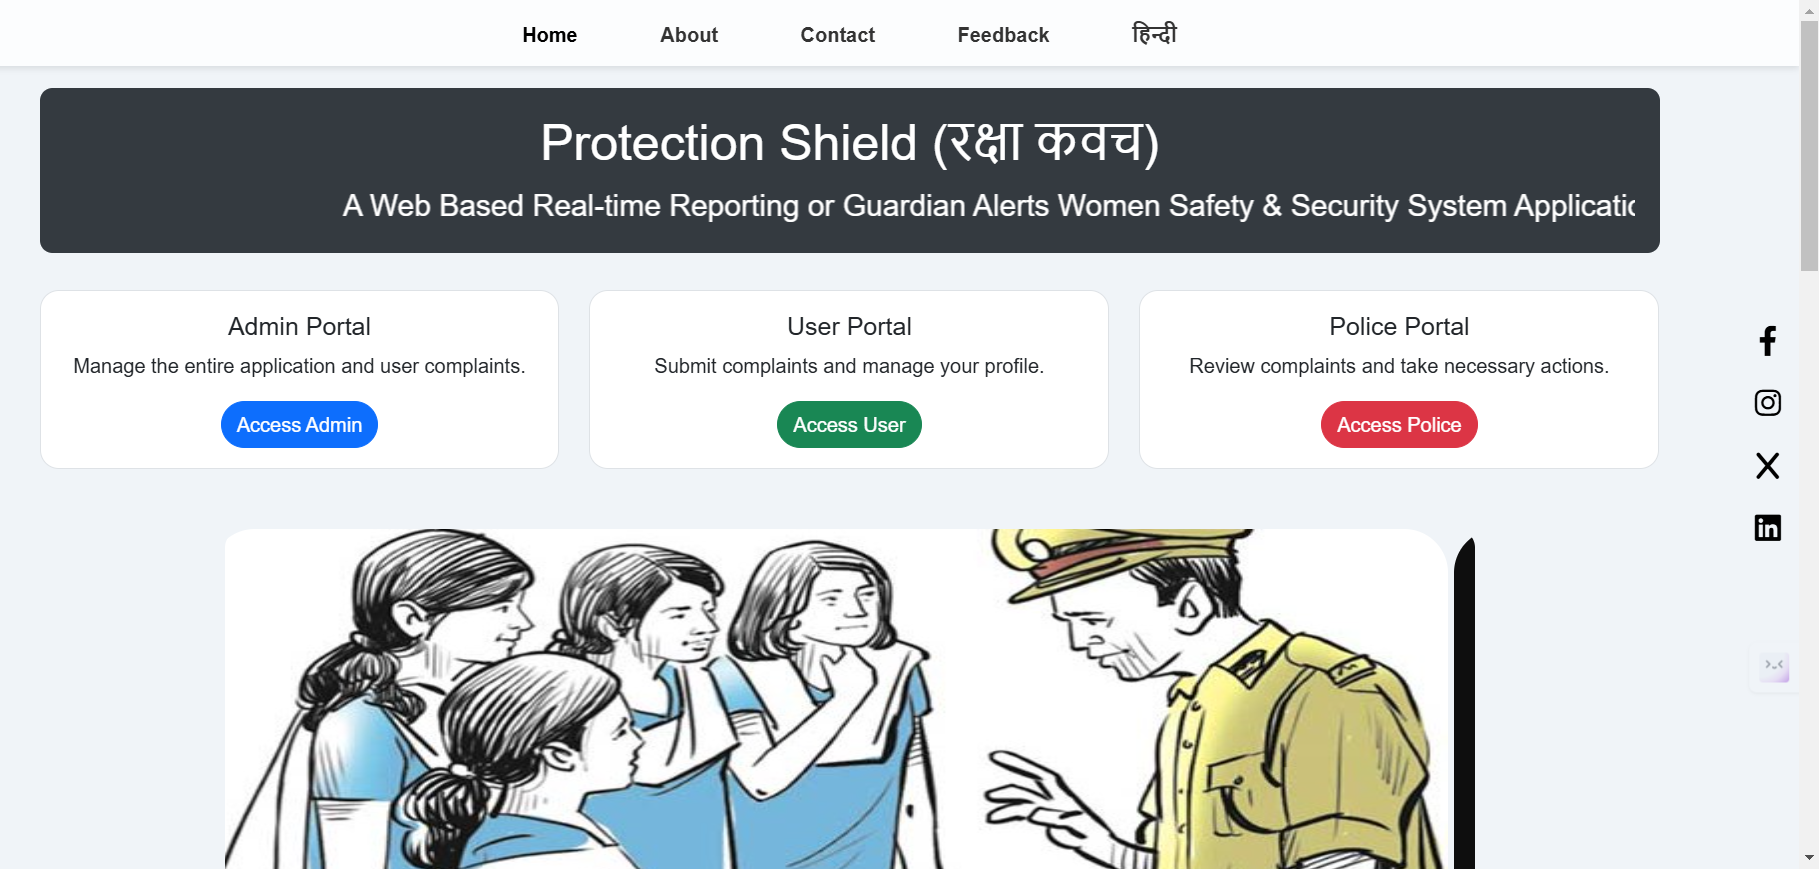 Home About Contact Feedback हिन्दी
Protection Shield (रक्षा कवच)
A Web Based Real-time Reporting or Guardian Alerts Women Safety & Security System
Admin Portal
Manage the entire application and user complaints.
Access Admin
User Portal
Submit complaints and manage your profile.
Access User
Police Portal
Review complaints and take necessary actions.
Access Police